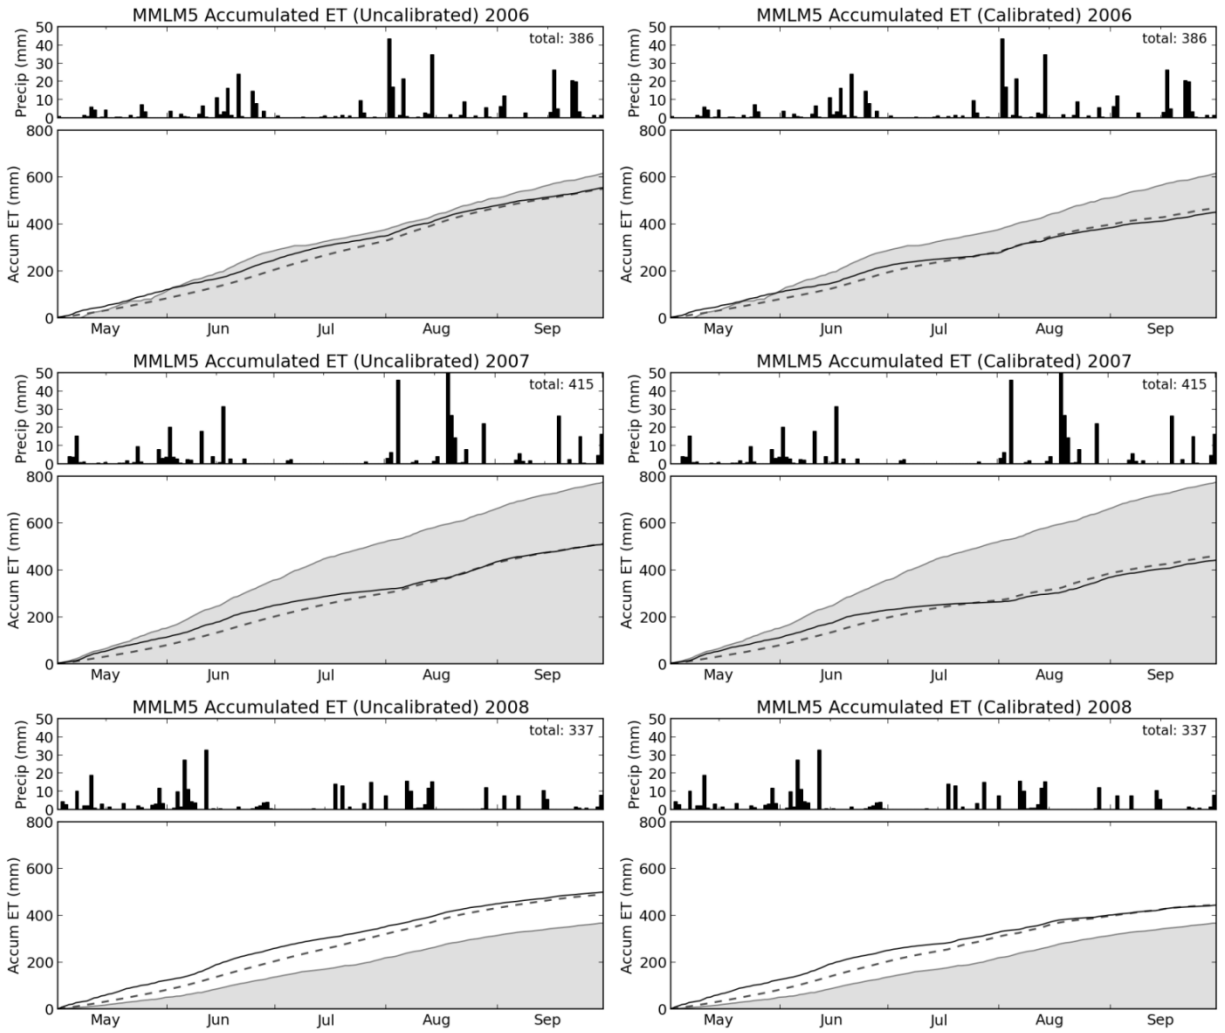 MMLM5 Accumulated ET (Uncalibrated) 2006
Precip (mm)
50
40
30
20
10
0
total: 386
Accum ET (mm)
800
600
400
200
0
May Jun Jul Aug Sep
MMLM5 Accumulated ET (Calibrated) 2006
Precip (mm)
50
40
30
20
10
0
total: 386
Accum ET (mm)
800
600
400
200
0
May Jun Jul Aug Sep
MMLM5 Accumulated ET (Uncalibrated) 2007
Precip (mm)
50
40
30
20
10
0
total: 415
Accum ET (mm)
800
600
400
200
0
May Jun Jul Aug Sep
MMLM5 Accumulated ET (Calibrated) 2007
Precip (mm)
50
40
30
20
10
0
total: 415
Accum ET (mm)
800
600
400
200
0
May Jun Jul Aug Sep
MMLM5 Accumulated ET (Uncalibrated) 2008
Precip (mm)
50
40
30
20
10
0
total: 337
Accum ET (mm)
800
600
400
200
0
May Jun Jul Aug Sep
MMLM5 Accumulated ET (Calibrated) 2008
Precip (mm)
50
40
30
20
10
0
total: 337
Accum ET (mm)
800
600
400
200
0
May Jun Jul Aug Sep